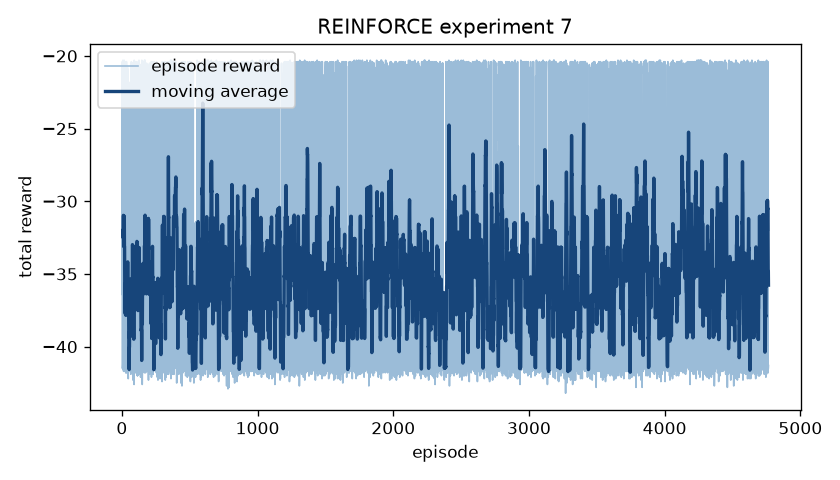 REINFORCE experiment 7
episode reward
moving average
−20
−25
−30
−35
−40
total reward
0
1000
2000
3000
4000
5000
episode